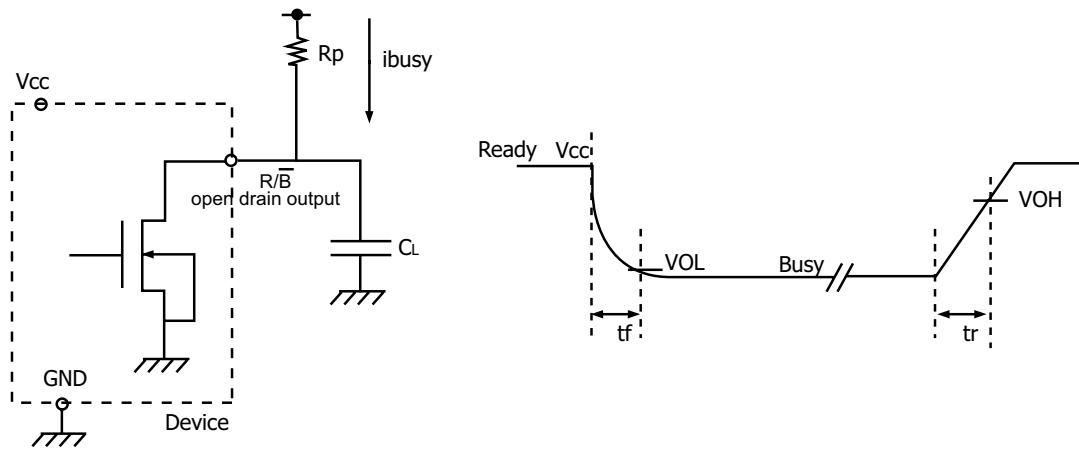 Rp
ibusy
Vcc
R/B̅
open drain output
CL
GND
Device
Ready Vcc
VOH
VOL
Busy
tf
tr